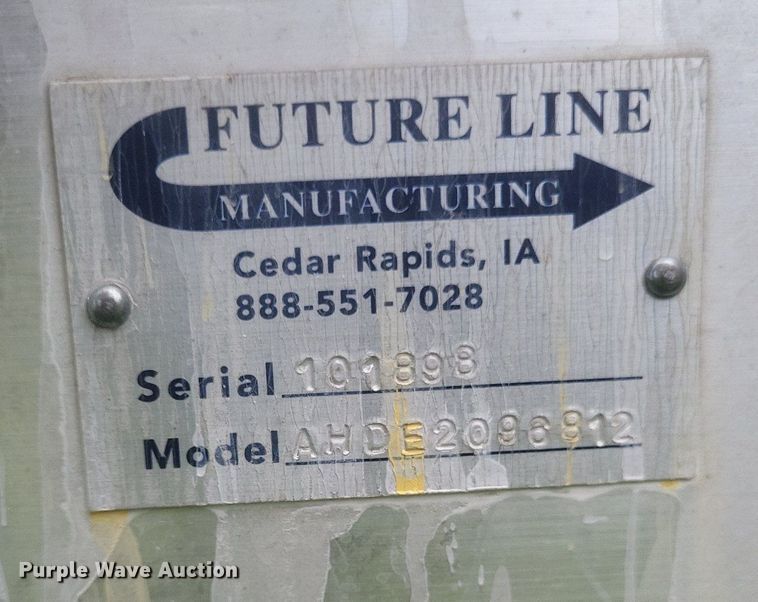 FUTURE LINE
MANUFACTURING
Cedar Rapids, IA
888-551-7028
Serial 101898
Model AHDE2096812
Purple Wave Auction